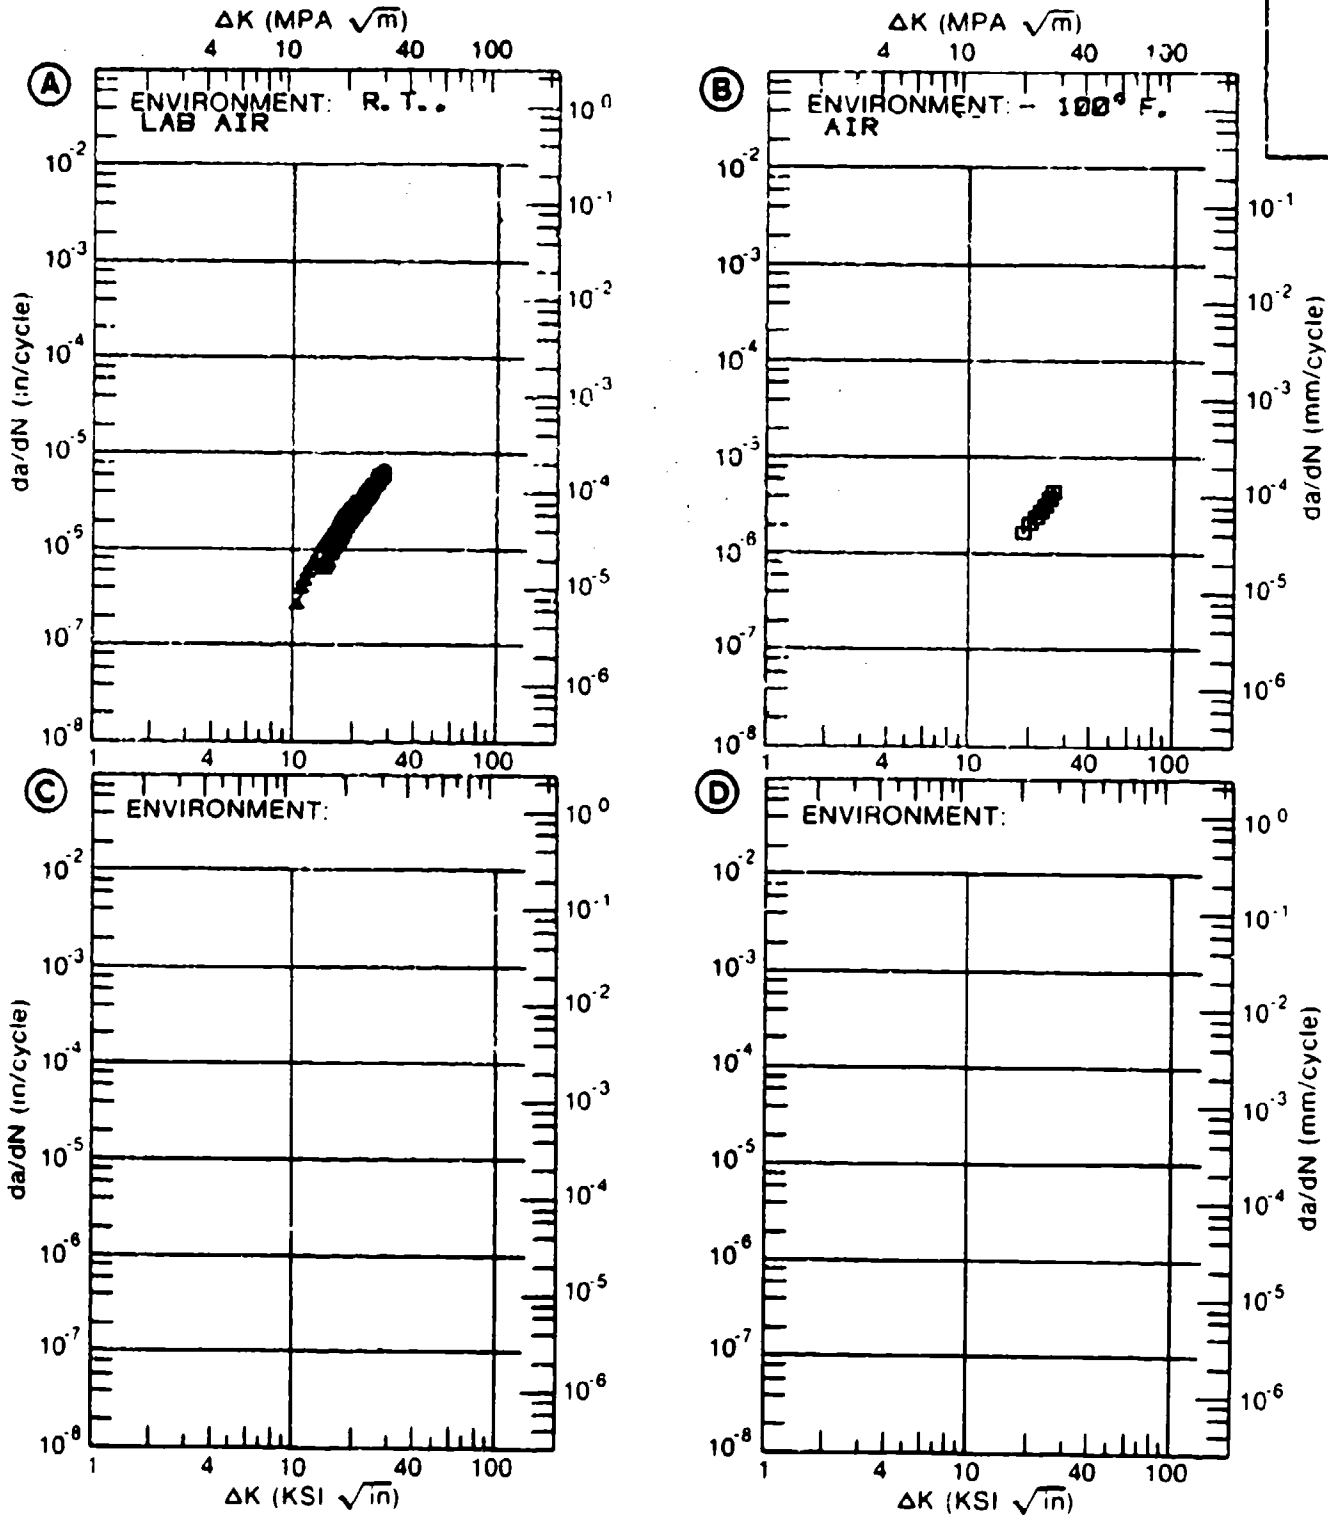 ΔK (MPA √m)
4 10 40 100
A
ENVIRONMENT: R.T..
LAB AIR
10⁻²
10⁻³
10⁻⁴
10⁻⁵
10⁻⁵
10⁻⁷
10⁻⁸
da/dN (in/cycle)
10⁰
10⁻¹
10⁻²
10⁻³
10⁻⁴
10⁻⁵
10⁻⁶
1 4 10 40 100
ΔK (MPA √m)
4 10 40 100
B
ENVIRONMENT: - 100° F.
AIR
10⁻²
10⁻³
10⁻⁴
10⁻⁵
10⁻⁶
10⁻⁷
10⁻⁸
10⁻¹
10⁻²
10⁻³
10⁻⁴
10⁻⁵
10⁻⁶
da/dN (mm/cycle)
1 4 10 40 100
C
ENVIRONMENT:
10⁻²
10⁻³
10⁻⁴
10⁻⁵
10⁻⁶
10⁻⁷
10⁻⁸
da/dN (in/cycle)
10⁰
10⁻¹
10⁻²
10⁻³
10⁻⁴
10⁻⁵
10⁻⁶
1 4 10 40 100
ΔK (KSI √in)
D
ENVIRONMENT:
10⁻²
10⁻³
10⁻⁴
10⁻⁵
10⁻⁶
10⁻⁷
10⁻⁸
10⁰
10⁻¹
10⁻²
10⁻³
10⁻⁴
10⁻⁵
10⁻⁶
da/dN (mm/cycle)
1 4 10 40 100
ΔK (KSI √in)